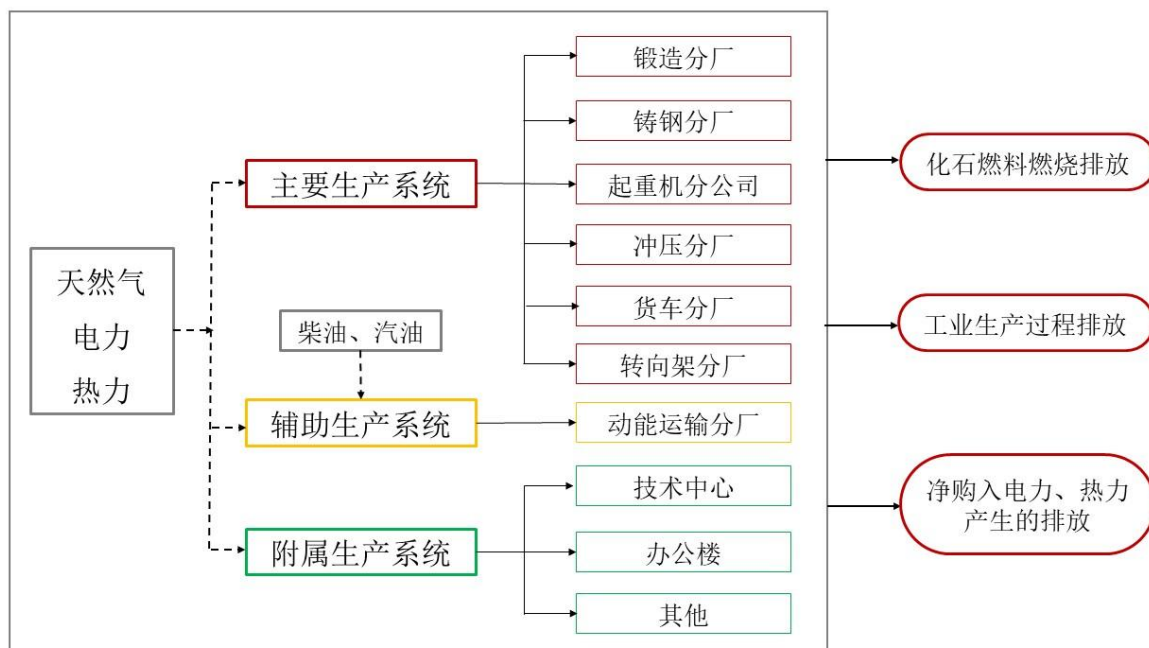 天然气
电力
热力
柴油、汽油
主要生产系统
辅助生产系统
附属生产系统
锻造分厂
铸钢分厂
起重机分公司
冲压分厂
货车分厂
转向架分厂
动能运输分厂
技术中心
办公楼
其他
化石燃料燃烧排放
工业生产过程排放
净购入电力、热力
产生的排放